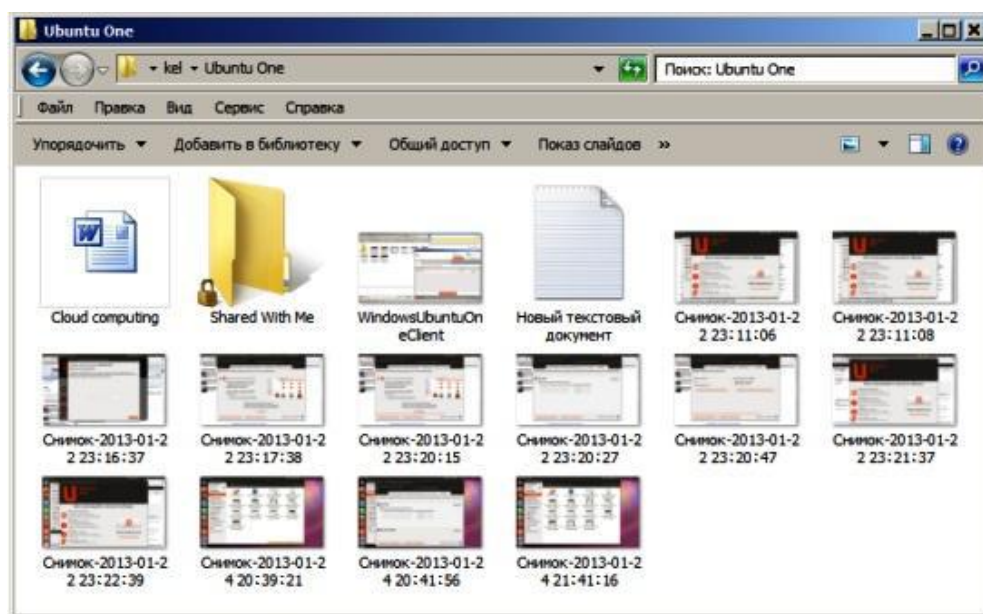 Ubuntu One
kel Ubuntu One
Поиск: Ubuntu One
Файл Правка Вид Сервис Справка
Упорядочить Добавить в библиотеку Общий доступ Показ слайдов »
Cloud computing
Shared With Me
WindowsUbuntuOn
eClient
Новый текстовый
документ
Снимок-2013-01-2
2 23:11:06
Снимок-2013-01-2
2 23:11:08
Снимок-2013-01-2
2 23:16:37
Снимок-2013-01-2
2 23:17:38
Снимок-2013-01-2
2 23:20:15
Снимок-2013-01-2
2 23:20:27
Снимок-2013-01-2
2 23:20:47
Снимок-2013-01-2
2 23:21:37
Снимок-2013-01-2
2 23:22:39
Снимок-2013-01-2
4 20:39:21
Снимок-2013-01-2
4 20:41:56
Снимок-2013-01-2
4 21:41:16